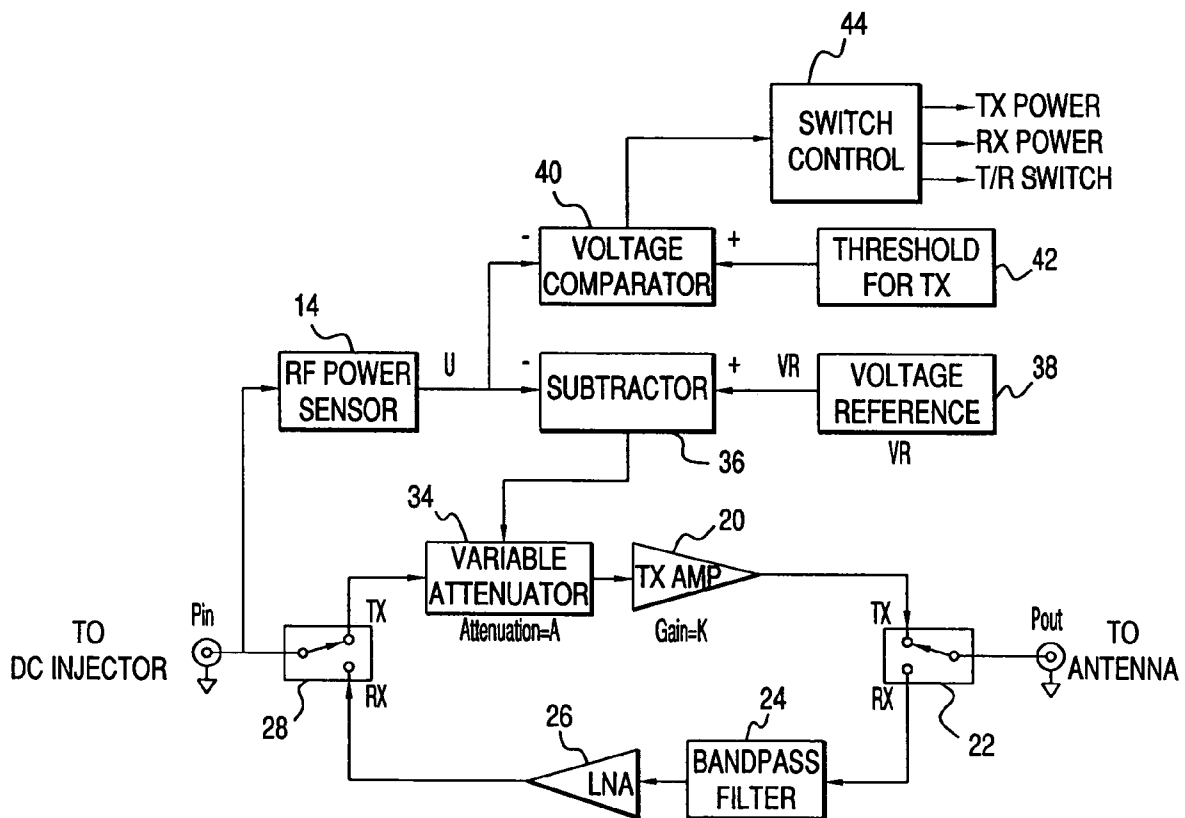 44
SWITCH
CONTROL
TX POWER
RX POWER
T/R SWITCH
40
-
VOLTAGE
COMPARATOR
+
THRESHOLD
FOR TX
42
14
RF POWER
SENSOR
U
-
SUBTRACTOR
+
VR
VOLTAGE
REFERENCE
38
36
VR
34
VARIABLE
ATTENUATOR
Attenuation=A
20
TX AMP
Gain=K
TO
DC INJECTOR
Pin
TX
RX
28
TX
RX
22
Pout
TO
ANTENNA
26
LNA
24
BANDPASS
FILTER